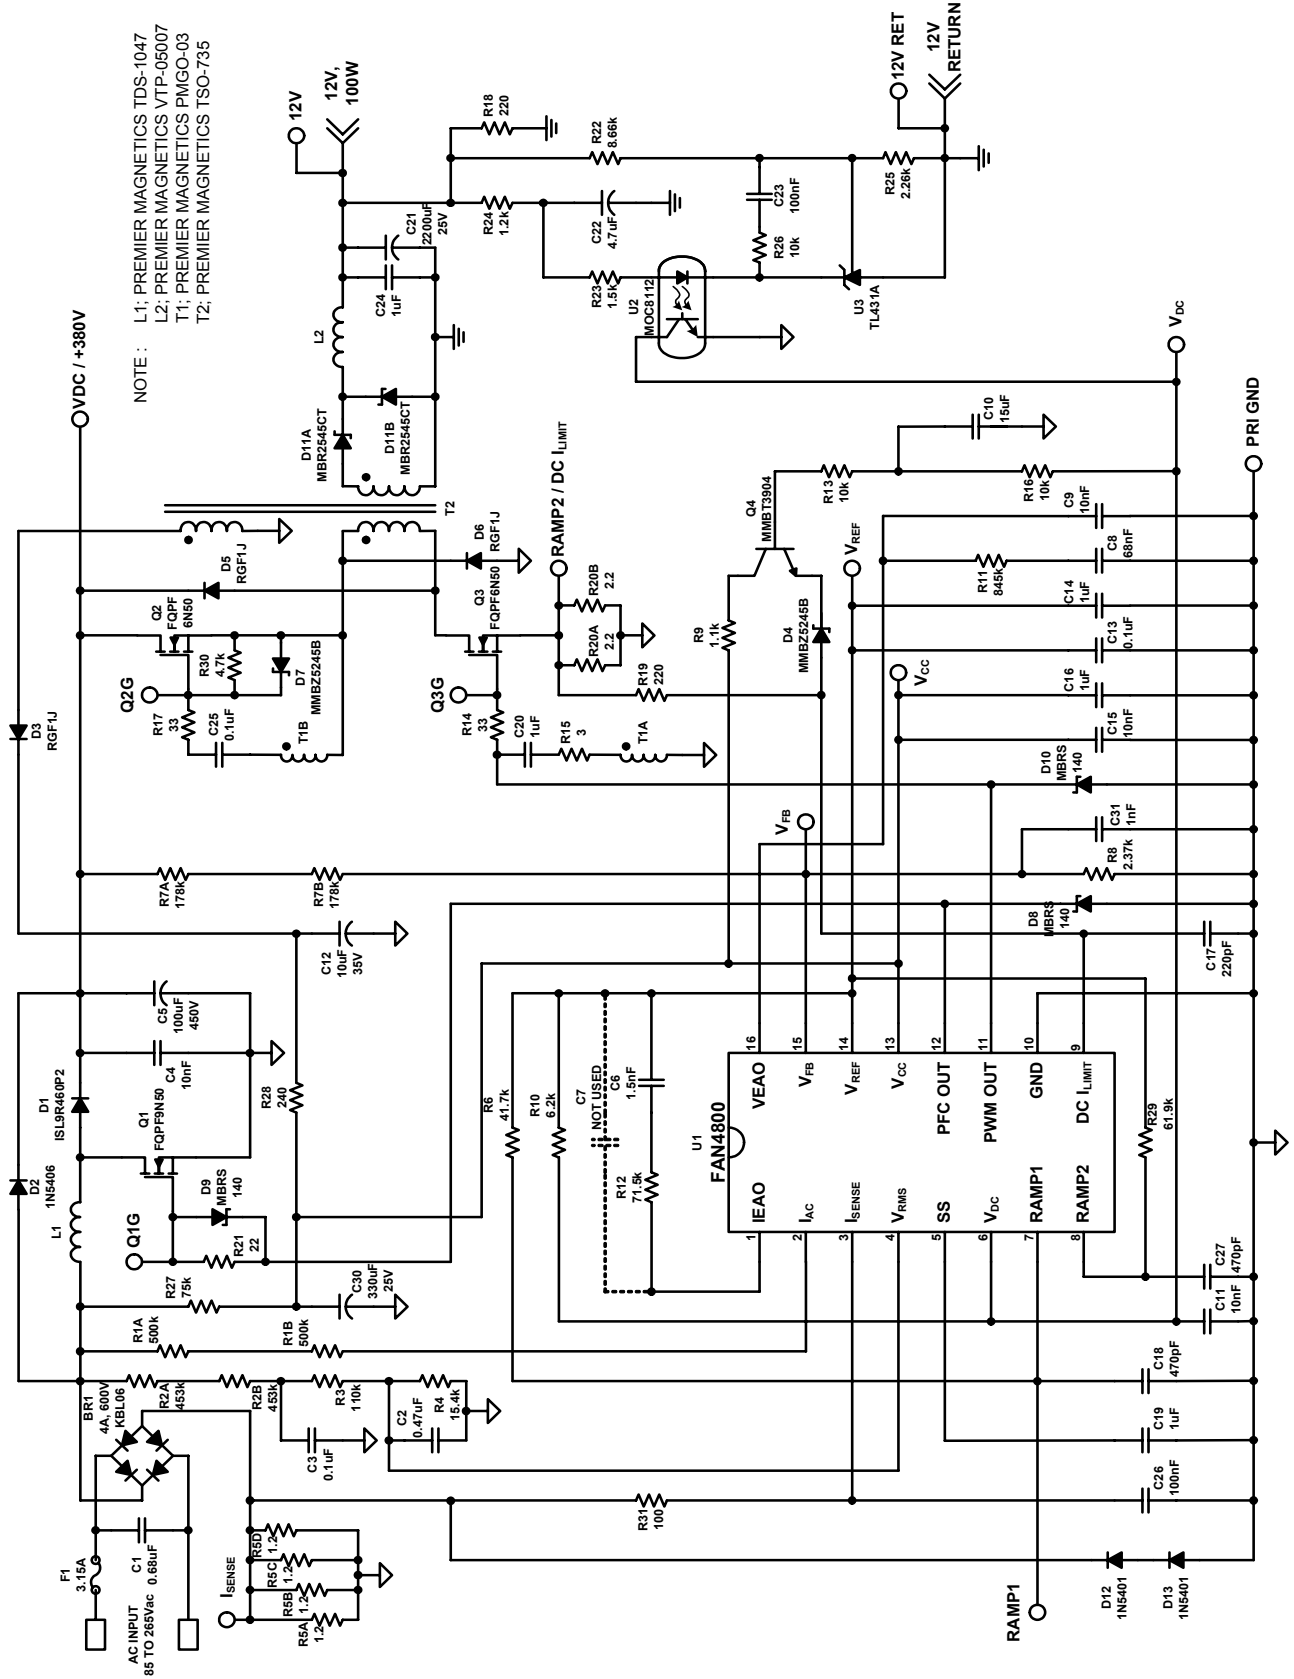 NOTE : L1; PREMIER MAGNETICS TDS-1047
L2; PREMIER MAGNETICS VTP-05007
T1; PREMIER MAGNETICS PMGO-03
T2; PREMIER MAGNETICS TSO-735
AC INPUT
85 TO 265Vac
F1
3.15A
C1
0.68uF
BR1
4A, 600V
KBL06
ISENSE
R5A
1.2
R5B
1.2
R5C
1.2
R5D
1.2
R2A
453k
R2B
453k
R3
110k
C3
0.1uF
C2
0.47uF
R4
15.4k
R1A
500k
R1B
500k
R27
75k
C30
330uF
25V
L1
D2
1N5406
D1
ISL9R460P2
Q1G
R21
22
D9
MBRS
140
Q1
FQPF9N50
C4
10nF
C5
100uF
450V
R28
240
C12
10uF
35V
D3
RGF1J
R7A
178k
R7B
178k
VDC / +380V
Q2G
R17
33
C25
0.1uF
T1B
R30
4.7k
D7
MMBZ5245B
Q2
FQPF
6N50
D5
RGF1J
Q3G
R14
33
C20
1uF
R15
3
T1A
Q3
FQPF6N50
D6
RGF1J
T2
RAMP2 / DC ILIMIT
R20A
2.2
R20B
2.2
R19
220
D11A
MBR2545CT
D11B
MBR2545CT
L2
C24
1uF
C21
2200uF
25V
12V
12V,
100W
R18
220
R24
1.2k
R22
8.66k
C22
4.7uF
R23
1.5k
U2
MOC8112
R26
10k
C23
100nF
U3
TL431A
R25
2.26k
12V RET
12V
RETURN
R6
41.7k
R10
6.2k
C7
NOT USED
C6
1.5nF
R12
71.5k
R31
100
U1
FAN4800
1 IEAO
2 IAC
3 ISENSE
4 VRMS
5 SS
6 VDC
7 RAMP1
8 RAMP2
16 VEAO
15 VFB
14 VREF
13 VCC
12 PFC OUT
11 PWM OUT
10 GND
9 DC ILIMIT
R9
1.1k
Q4
MMBT3904
D4
MMBZ5245B
R13
10k
R16
10k
C10
15uF
VFB
VCC
VREF
VDC
PRI GND
RAMP1
D12
1N5401
D13
1N5401
C26
100nF
C19
1uF
C18
470pF
C11
10nF
C27
470pF
R29
61.9k
C17
220pF
D8
MBRS
140
R8
2.37k
C31
1nF
D10
MBRS
140
C15
10nF
C16
1uF
C13
0.1uF
C14
1uF
R11
845k
C8
68nF
C9
10nF